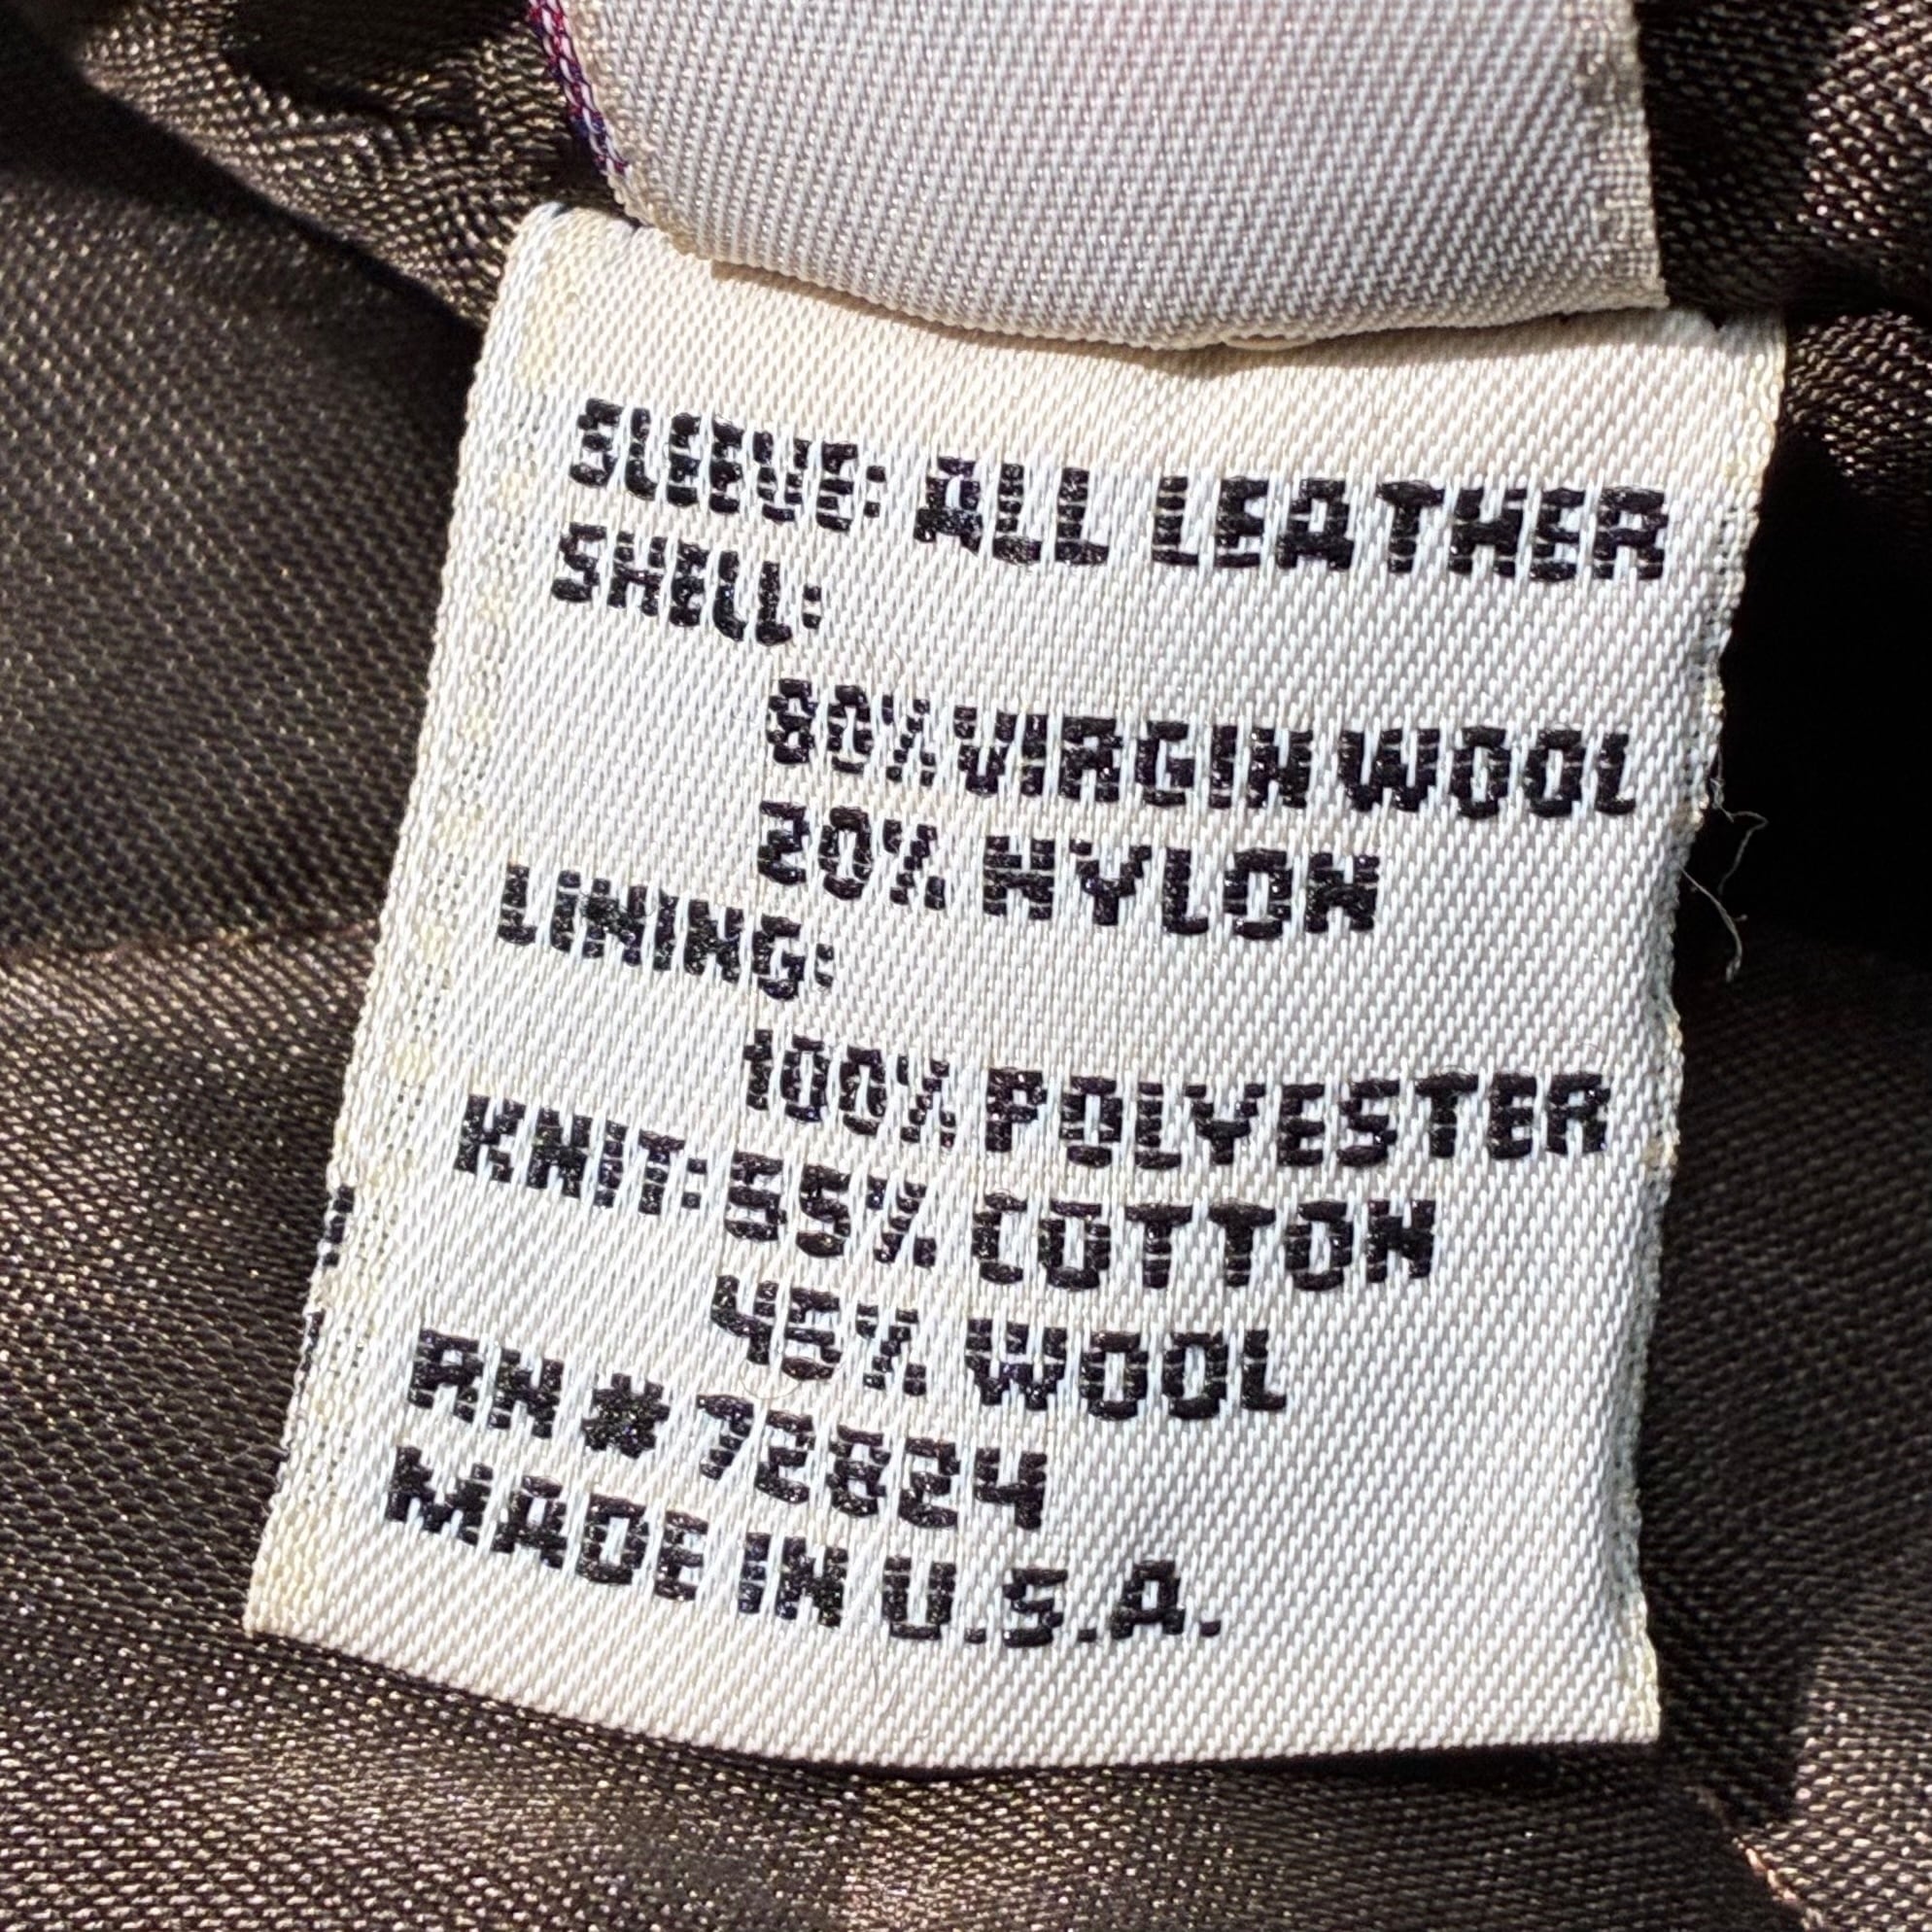 SLEEVE: ALL LEATHER
SHELL:
80% VIRGIN WOOL
20% NYLON
LINING:
100% POLYESTER
KNIT: 55% COTTON
45% WOOL
RN # 72824
MADE IN U.S.A.